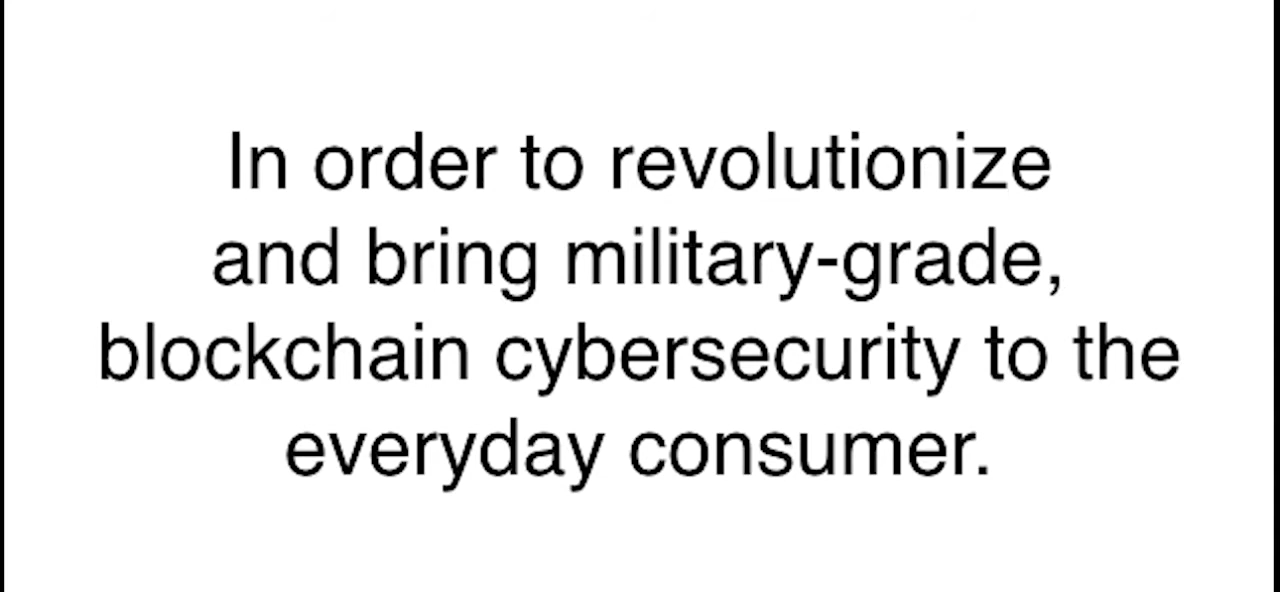 In order to revolutionize
and bring military-grade,
blockchain cybersecurity to the
everyday consumer.